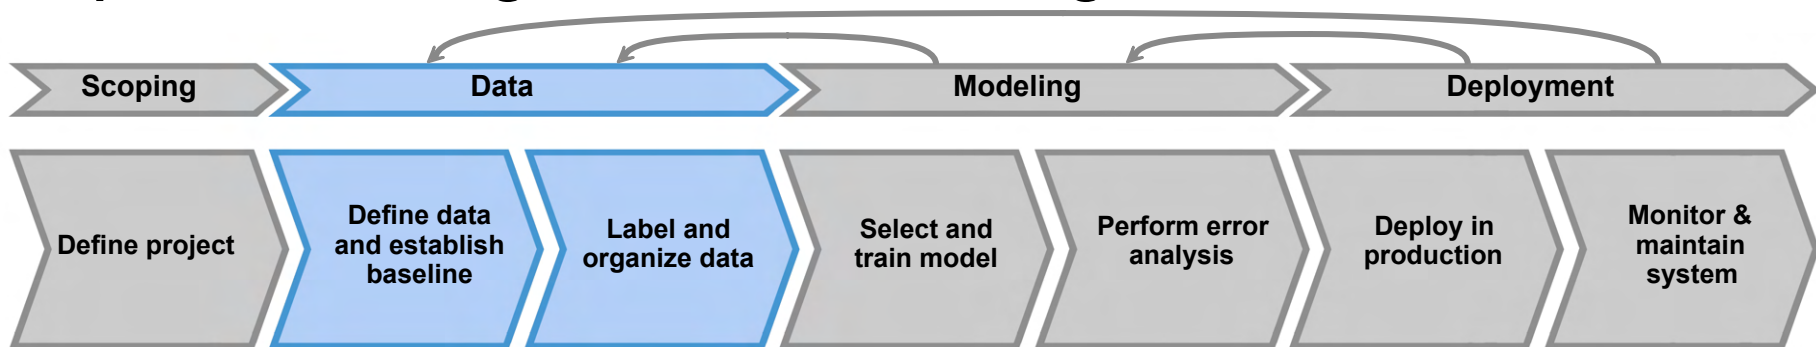 Scoping
Data
Modeling
Deployment
Define project
Define data
and establish
baseline
Label and
organize data
Select and
train model
Perform error
analysis
Deploy in
production
Monitor &
maintain
system